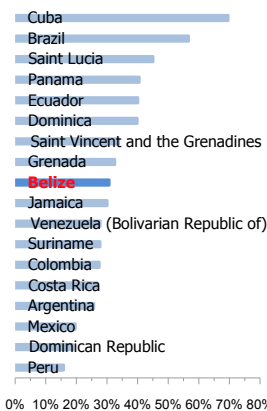 Cuba
Brazil
Saint Lucia
Panama
Ecuador
Dominica
Saint Vincent and the Grenadines
Grenada
Belize
Jamaica
Venezuela (Bolivarian Republic of)
Suriname
Colombia
Costa Rica
Argentina
Mexico
Dominican Republic
Peru
0% 10% 20% 30% 40% 50% 60% 70% 80%